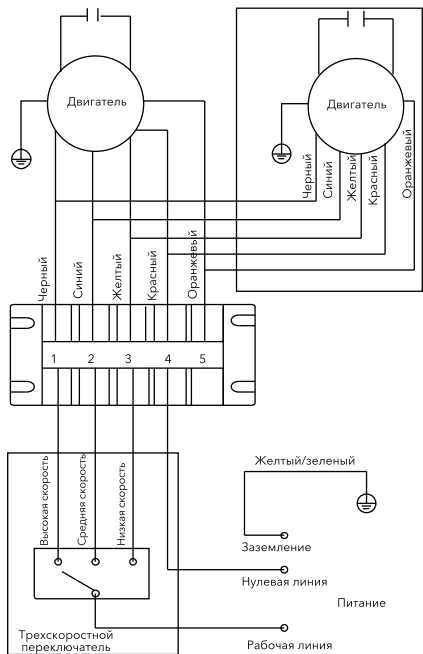 Двигатель
Двигатель
Черный
Синий
Желтый
Красный
Оранжевый
Черный
Синий
Желтый
Красный
Оранжевый
1 2 3 4 5
Высокая скорость
Средняя скорость
Низкая скорость
Желтый/зеленый
Заземление
Нулевая линия
Питание
Рабочая линия
Трехскоростной
переключатель